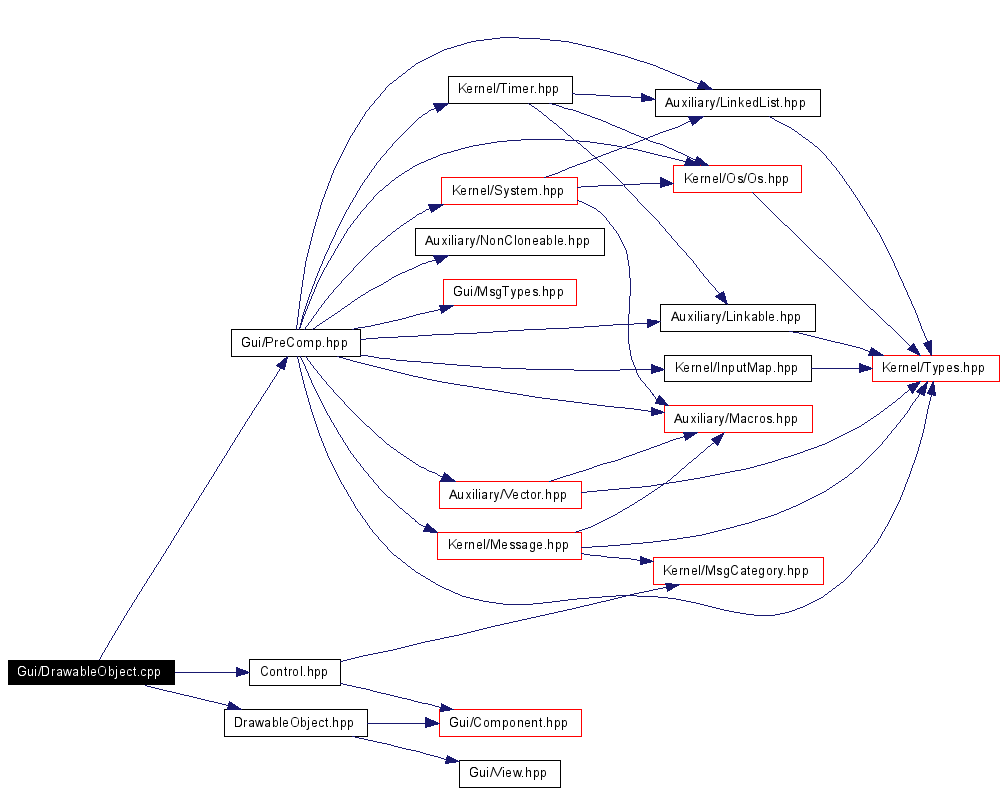 Kernel/Timer.hpp
Auxiliary/LinkedList.hpp
Kernel/Os/Os.hpp
Kernel/System.hpp
Auxiliary/NonCloneable.hpp
Gui/MsgTypes.hpp
Auxiliary/Linkable.hpp
Gui/PreComp.hpp
Kernel/InputMap.hpp
Kernel/Types.hpp
Auxiliary/Macros.hpp
Auxiliary/Vector.hpp
Kernel/Message.hpp
Kernel/MsgCategory.hpp
Gui/DrawableObject.cpp
Control.hpp
DrawableObject.hpp
Gui/Component.hpp
Gui/View.hpp